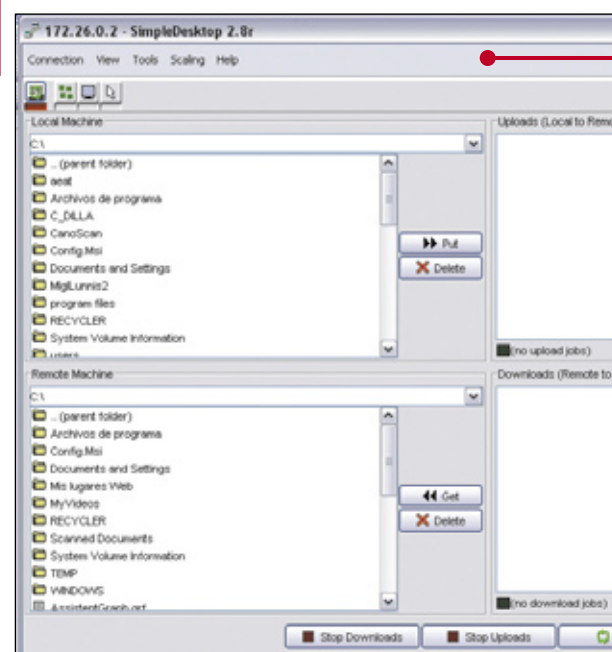 172.26.0.2 - SimpleDesktop 2.8r
Connection View Tools Scaling Help
Local Machine
C:\
.. (parent folder)
aeat
Archivos de programa
C_DILLA
CanoScan
Config.Msi
Documents and Settings
MgiLunnis2
program files
RECYCLER
System Volume Information
users
Put
Delete
Uploads (Local to Remo
(no upload jobs)
Remote Machine
C:\
.. (parent folder)
Archivos de programa
Config.Msi
Documents and Settings
Mis lugares Web
MyVideos
RECYCLER
Scanned Documents
System Volume Information
TEMP
WINDOWS
Get
Delete
Downloads (Remote to
(no download jobs)
Stop Downloads
Stop Uploads